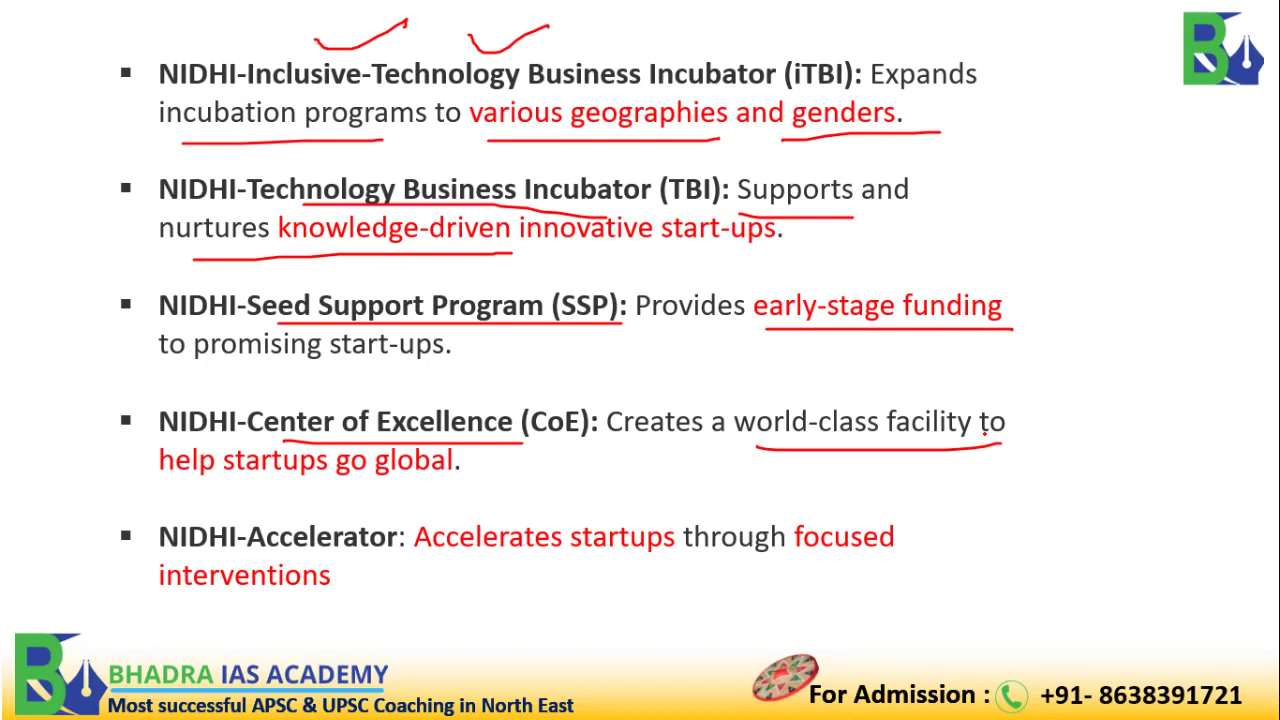 ▪ NIDHI-Inclusive-Technology Business Incubator (iTBI): Expands
incubation programs to various geographies and genders.
▪ NIDHI-Technology Business Incubator (TBI): Supports and
nurtures knowledge-driven innovative start-ups.
▪ NIDHI-Seed Support Program (SSP): Provides early-stage funding
to promising start-ups.
▪ NIDHI-Center of Excellence (CoE): Creates a world-class facility to
help startups go global.
▪ NIDHI-Accelerator: Accelerates startups through focused
interventions
BHADRA IAS ACADEMY
Most successful APSC & UPSC Coaching in North East
For Admission : +91- 8638391721